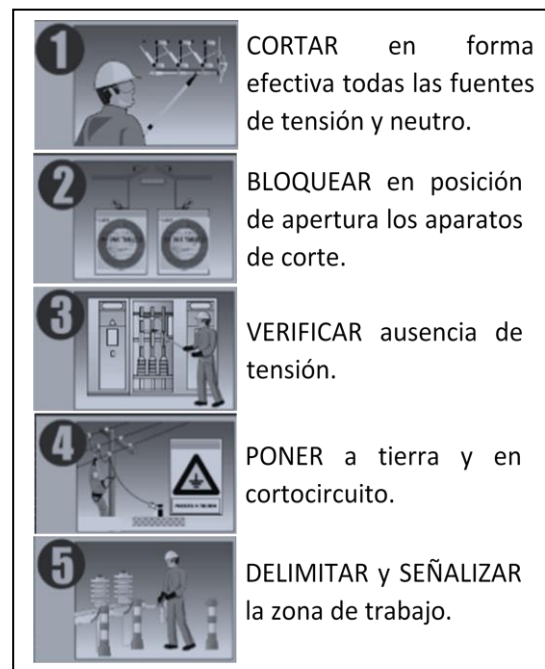 1
CORTAR en forma
efectiva todas las fuentes
de tensión y neutro.
2
BLOQUEAR en posición
de apertura los aparatos
de corte.
3
VERIFICAR ausencia de
tensión.
4
PONER a tierra y en
cortocircuito.
5
DELIMITAR y SEÑALIZAR
la zona de trabajo.